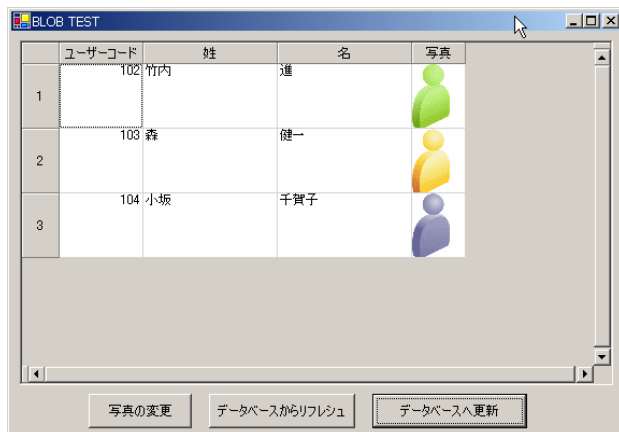 BLOB TEST
ユーザーコード 姓 名 写真
1 102 竹内 進
2 103 森 健一
3 104 小坂 千賀子
写真の変更 データベースからリフレシュ データベースへ更新